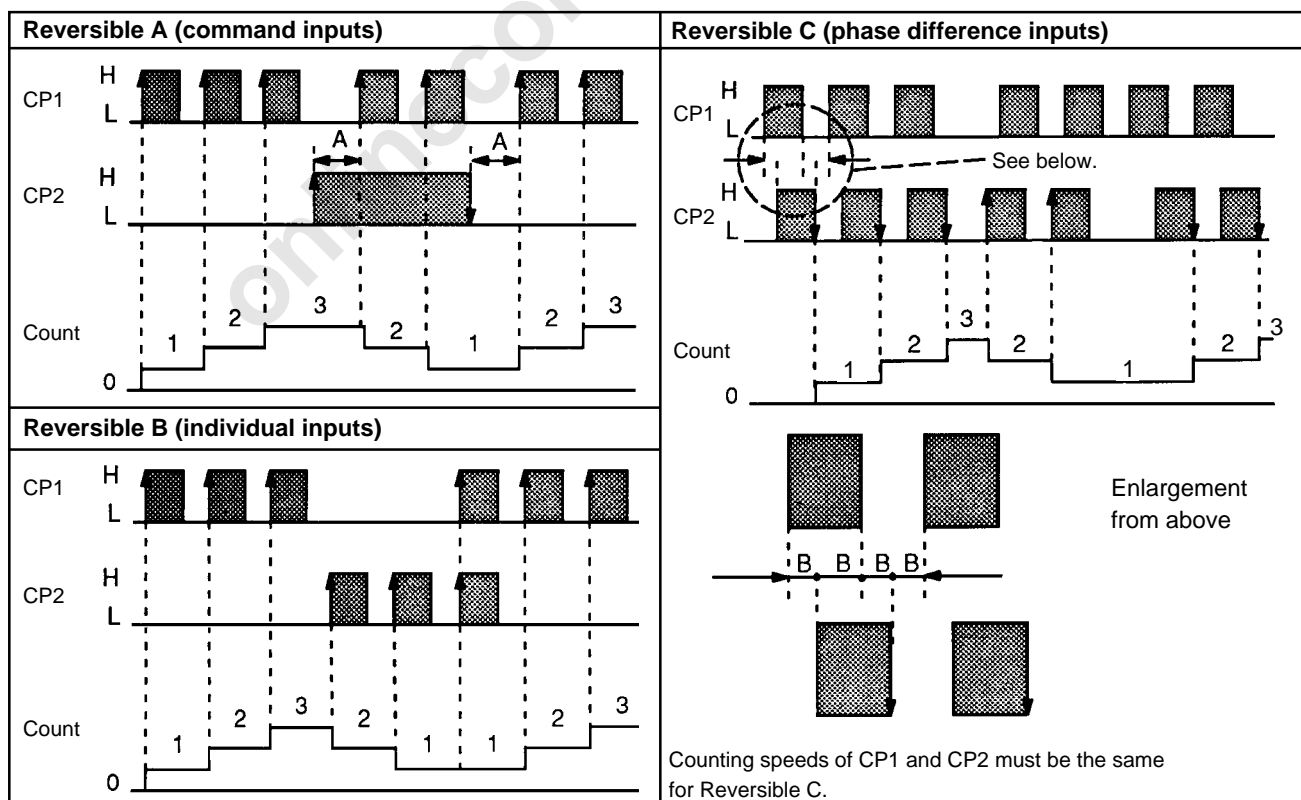 Reversible A (command inputs)
H
CP1
L
A A
H
CP2
L
Count
1 2 3 2 1 2 3
0
Reversible B (individual inputs)
H
CP1
L
H
CP2
L
Count
1 2 3 2 1 1 2 3
0
Reversible C (phase difference inputs)
H
CP1
L
See below.
H
CP2
L
Count
1 2 3 2 1 2 3
0
Enlargement
from above
B B B B
Counting speeds of CP1 and CP2 must be the same
for Reversible C.